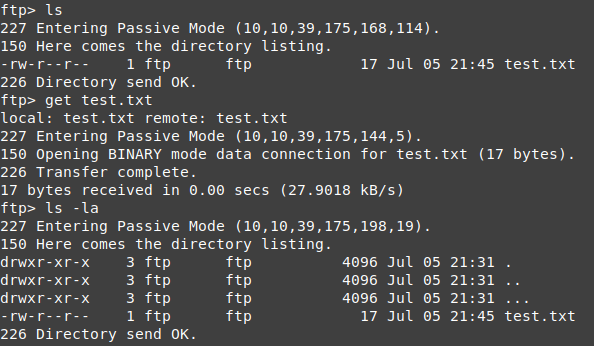 ftp> ls
227 Entering Passive Mode (10,10,39,175,168,114).
150 Here comes the directory listing.
-rw-r--r--    1 ftp      ftp            17 Jul 05 21:45 test.txt
226 Directory send OK.
ftp> get test.txt
local: test.txt remote: test.txt
227 Entering Passive Mode (10,10,39,175,144,5).
150 Opening BINARY mode data connection for test.txt (17 bytes).
226 Transfer complete.
17 bytes received in 0.00 secs (27.9018 kB/s)
ftp> ls -la
227 Entering Passive Mode (10,10,39,175,198,19).
150 Here comes the directory listing.
drwxr-xr-x    3 ftp      ftp          4096 Jul 05 21:31 .
drwxr-xr-x    3 ftp      ftp          4096 Jul 05 21:31 ..
drwxr-xr-x    3 ftp      ftp          4096 Jul 05 21:31 ...
-rw-r--r--    1 ftp      ftp            17 Jul 05 21:45 test.txt
226 Directory send OK.